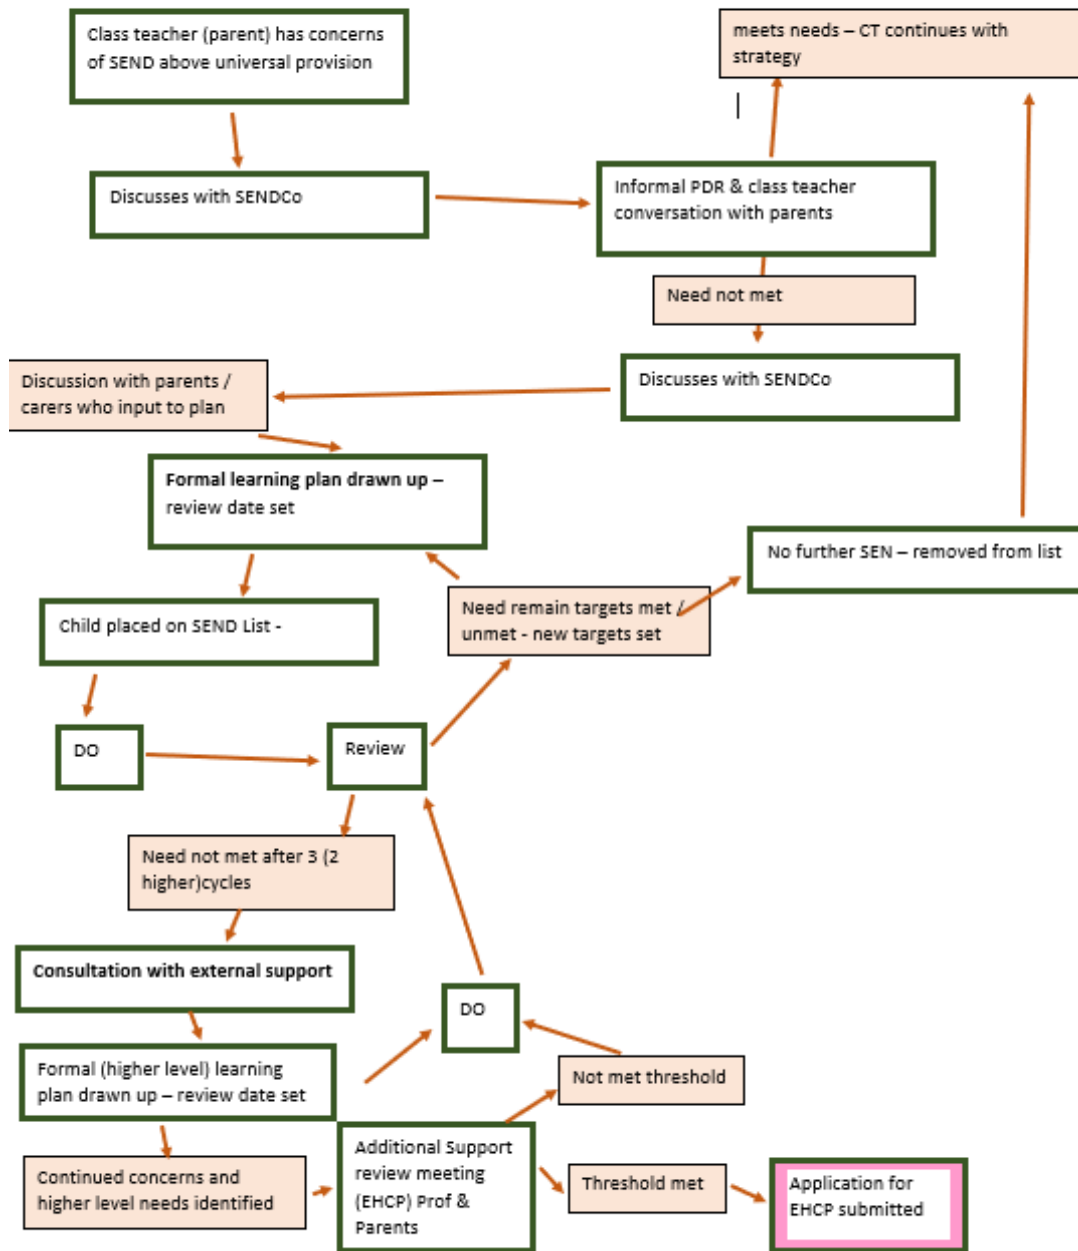 Class teacher (parent) has concerns
of SEND above universal provision
meets needs – CT continues with
strategy
Discusses with SENDCo
Informal PDR & class teacher
conversation with parents
Need not met
Discussion with parents /
carers who input to plan
Discusses with SENDCo
Formal learning plan drawn up –
review date set
No further SEN – removed from list
Need remain targets met /
unmet - new targets set
Child placed on SEND List -
DO
Review
Need not met after 3 (2
higher)cycles
Consultation with external support
DO
Formal (higher level) learning
plan drawn up – review date set
Not met threshold
Additional Support
review meeting
(EHCP) Prof &
Parents
Continued concerns and
higher level needs identified
Threshold met
Application for
EHCP submitted